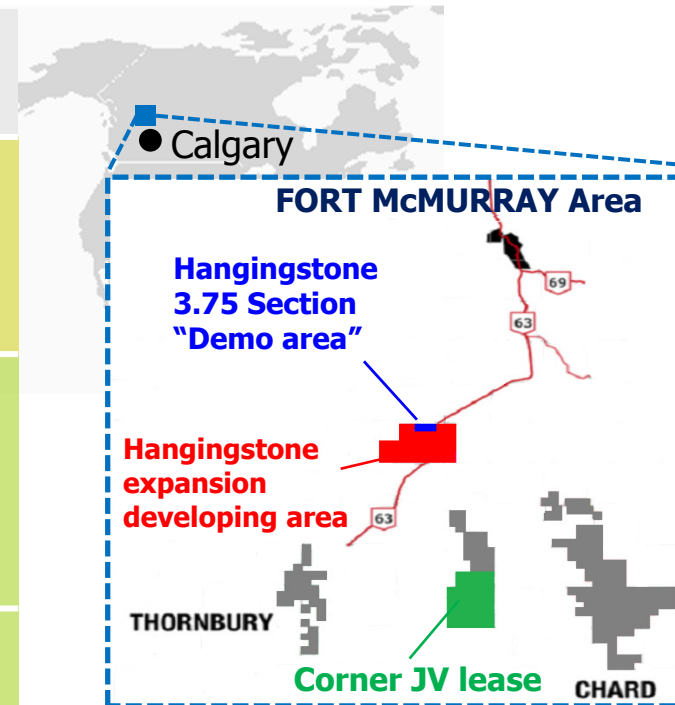 Calgary
FORT McMURRAY Area
69
63
Hangingstone
3.75 Section
“Demo area”
Hangingstone
expansion
developing area
63
THORNBURY
Corner JV lease
CHARD